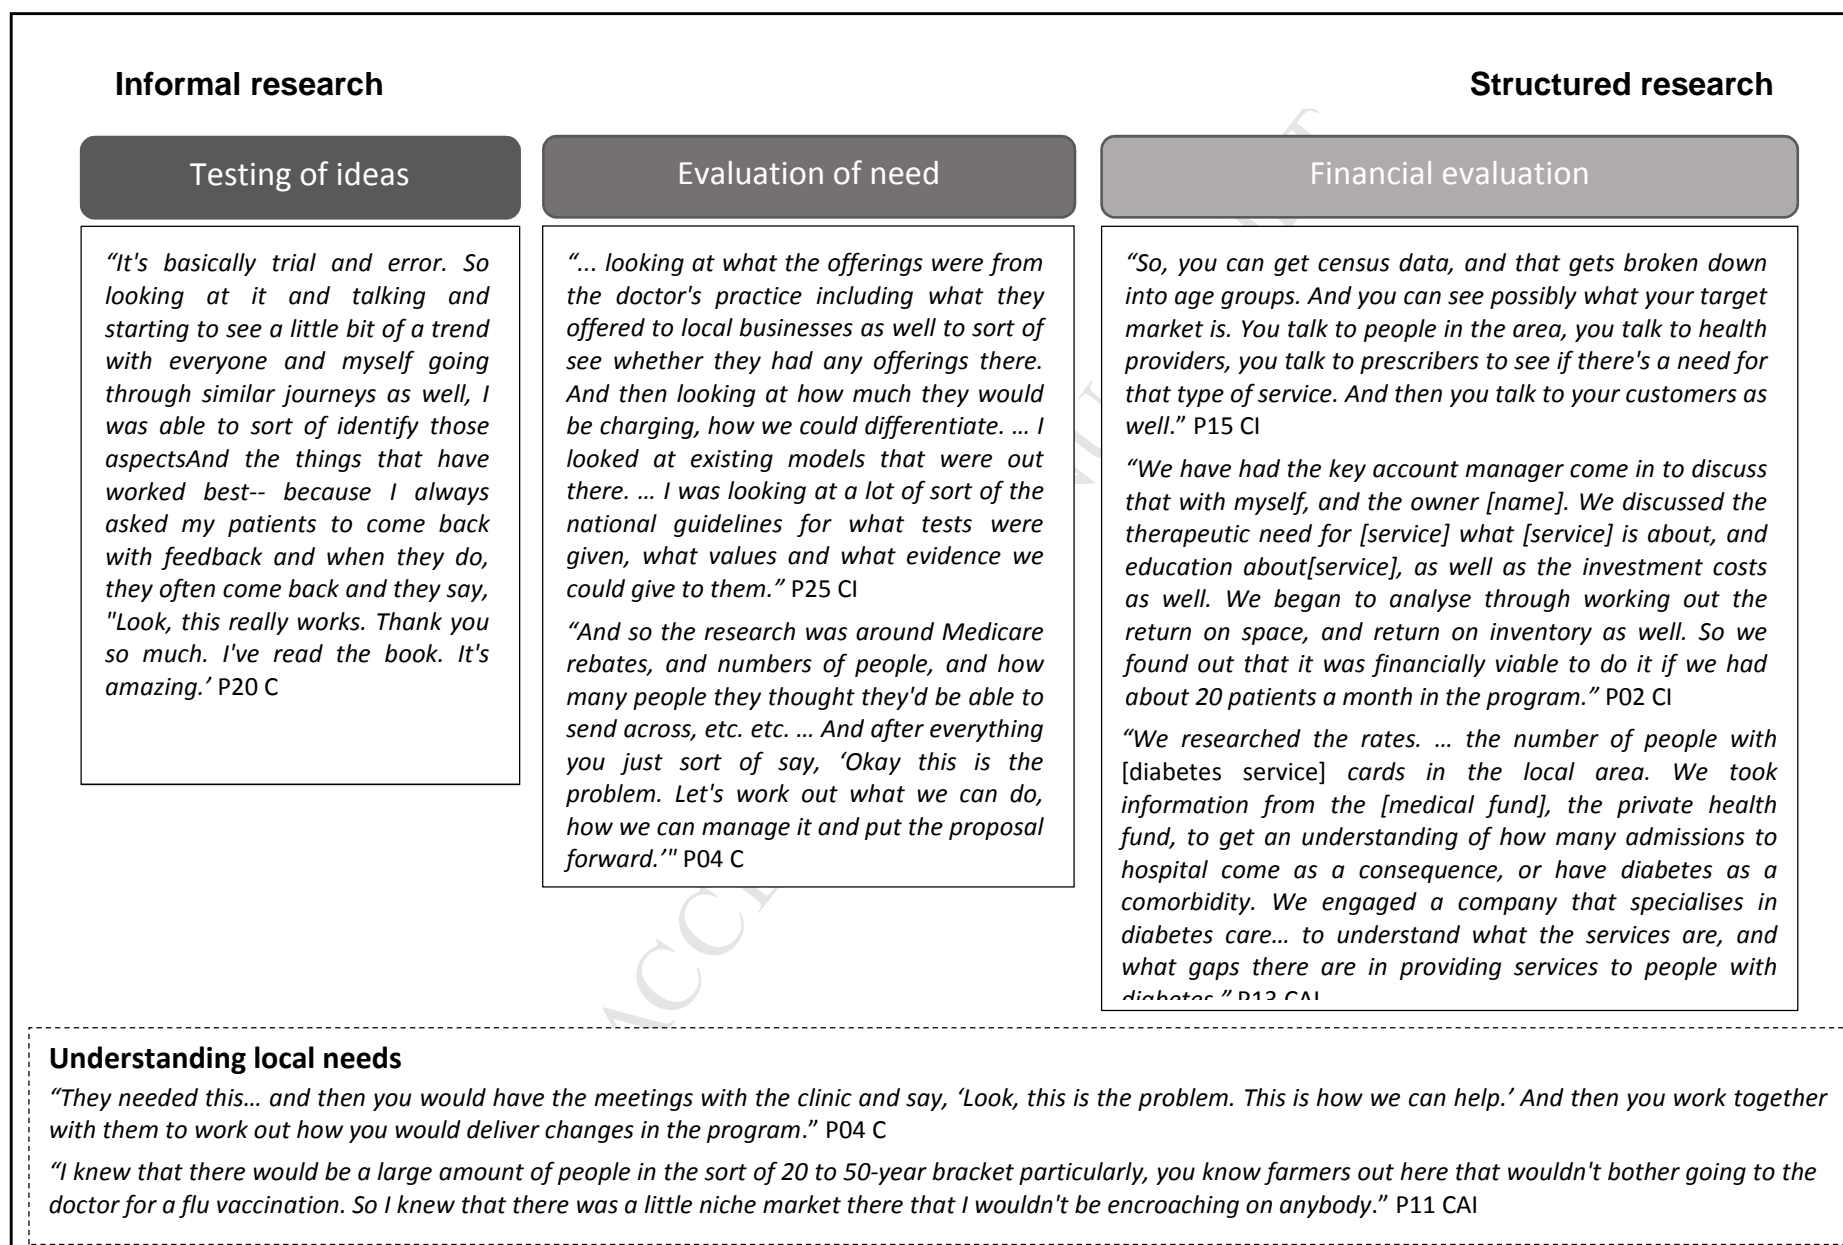 Informal research
Structured research
Testing of ideas
“It's basically trial and error. So
looking at it and talking and
starting to see a little bit of a trend
with everyone and myself going
through similar journeys as well, I
was able to sort of identify those
aspectsAnd the things that have
worked best-- because I always
asked my patients to come back
with feedback and when they do,
they often come back and they say,
"Look, this really works. Thank you
so much. I've read the book. It's
amazing.’ P20 C
Evaluation of need
“... looking at what the offerings were from
the doctor's practice including what they
offered to local businesses as well to sort of
see whether they had any offerings there.
And then looking at how much they would
be charging, how we could differentiate. … I
looked at existing models that were out
there. … I was looking at a lot of sort of the
national guidelines for what tests were
given, what values and what evidence we
could give to them.” P25 CI
“And so the research was around Medicare
rebates, and numbers of people, and how
many people they thought they'd be able to
send across, etc. etc. … And after everything
you just sort of say, ‘Okay this is the
problem. Let's work out what we can do,
how we can manage it and put the proposal
forward.’" P04 C
Financial evaluation
“So, you can get census data, and that gets broken down
into age groups. And you can see possibly what your target
market is. You talk to people in the area, you talk to health
providers, you talk to prescribers to see if there's a need for
that type of service. And then you talk to your customers as
well.” P15 CI
“We have had the key account manager come in to discuss
that with myself, and the owner [name]. We discussed the
therapeutic need for [service] what [service] is about, and
education about[service], as well as the investment costs
as well. We began to analyse through working out the
return on space, and return on inventory as well. So we
found out that it was financially viable to do it if we had
about 20 patients a month in the program.” P02 CI
“We researched the rates. … the number of people with
[diabetes service] cards in the local area. We took
information from the [medical fund], the private health
fund, to get an understanding of how many admissions to
hospital come as a consequence, or have diabetes as a
comorbidity. We engaged a company that specialises in
diabetes care… to understand what the services are, and
what gaps there are in providing services to people with
diabetes.” P13 CAI
Understanding local needs
“They needed this… and then you would have the meetings with the clinic and say, ‘Look, this is the problem. This is how we can help.’ And then you work together
with them to work out how you would deliver changes in the program.” P04 C
“I knew that there would be a large amount of people in the sort of 20 to 50-year bracket particularly, you know farmers out here that wouldn't bother going to the
doctor for a flu vaccination. So I knew that there was a little niche market there that I wouldn't be encroaching on anybody.” P11 CAI